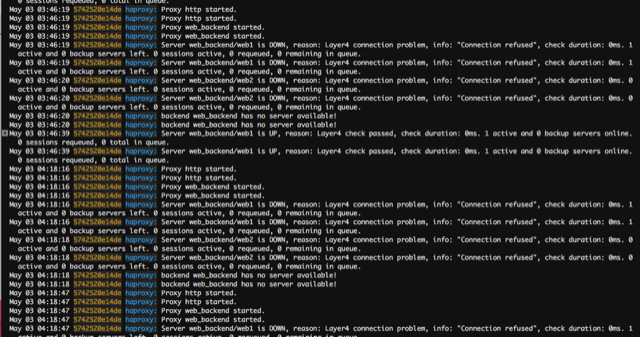 0 sessions requeued, 0 total in queue.
May 03 03:46:19 5742520e14de haproxy: Proxy http started.
May 03 03:46:19 5742520e14de haproxy: Proxy http started.
May 03 03:46:19 5742520e14de haproxy: Proxy web_backend started.
May 03 03:46:19 5742520e14de haproxy: Proxy web_backend started.
May 03 03:46:19 5742520e14de haproxy: Server web_backend/web1 is DOWN, reason: Layer4 connection problem, info: "Connection refused", check duration: 0ms. 1
active and 0 backup servers left. 0 sessions active, 0 requeued, 0 remaining in queue.
May 03 03:46:19 5742520e14de haproxy: Server web_backend/web1 is DOWN, reason: Layer4 connection problem, info: "Connection refused", check duration: 0ms. 1
active and 0 backup servers left. 0 sessions active, 0 requeued, 0 remaining in queue.
May 03 03:46:20 5742520e14de haproxy: Server web_backend/web2 is DOWN, reason: Layer4 connection problem, info: "Connection refused", check duration: 0ms. 0
active and 0 backup servers left. 0 sessions active, 0 requeued, 0 remaining in queue.
May 03 03:46:20 5742520e14de haproxy: Server web_backend/web2 is DOWN, reason: Layer4 connection problem, info: "Connection refused", check duration: 0ms. 0
active and 0 backup servers left. 0 sessions active, 0 requeued, 0 remaining in queue.
May 03 03:46:20 5742520e14de haproxy: backend web_backend has no server available!
May 03 03:46:20 5742520e14de haproxy: backend web_backend has no server available!
May 03 03:46:39 5742520e14de haproxy: Server web_backend/web1 is UP, reason: Layer4 check passed, check duration: 0ms. 1 active and 0 backup servers online.
0 sessions requeued, 0 total in queue.
May 03 03:46:39 5742520e14de haproxy: Server web_backend/web1 is UP, reason: Layer4 check passed, check duration: 0ms. 1 active and 0 backup servers online.
0 sessions requeued, 0 total in queue.
May 03 04:18:16 5742520e14de haproxy: Proxy http started.
May 03 04:18:16 5742520e14de haproxy: Proxy http started.
May 03 04:18:16 5742520e14de haproxy: Proxy web_backend started.
May 03 04:18:16 5742520e14de haproxy: Proxy web_backend started.
May 03 04:18:16 5742520e14de haproxy: Server web_backend/web1 is DOWN, reason: Layer4 connection problem, info: "Connection refused", check duration: 0ms. 1
active and 0 backup servers left. 0 sessions active, 0 requeued, 0 remaining in queue.
May 03 04:18:16 5742520e14de haproxy: Server web_backend/web1 is DOWN, reason: Layer4 connection problem, info: "Connection refused", check duration: 0ms. 1
active and 0 backup servers left. 0 sessions active, 0 requeued, 0 remaining in queue.
May 03 04:18:18 5742520e14de haproxy: Server web_backend/web2 is DOWN, reason: Layer4 connection problem, info: "Connection refused", check duration: 0ms. 0
active and 0 backup servers left. 0 sessions active, 0 requeued, 0 remaining in queue.
May 03 04:18:18 5742520e14de haproxy: Server web_backend/web2 is DOWN, reason: Layer4 connection problem, info: "Connection refused", check duration: 0ms. 0
active and 0 backup servers left. 0 sessions active, 0 requeued, 0 remaining in queue.
May 03 04:18:18 5742520e14de haproxy: backend web_backend has no server available!
May 03 04:18:18 5742520e14de haproxy: backend web_backend has no server available!
May 03 04:18:47 5742520e14de haproxy: Proxy http started.
May 03 04:18:47 5742520e14de haproxy: Proxy http started.
May 03 04:18:47 5742520e14de haproxy: Proxy web_backend started.
May 03 04:18:47 5742520e14de haproxy: Proxy web_backend started.
May 03 04:18:47 5742520e14de haproxy: Server web_backend/web1 is DOWN, reason: Layer4 connection problem, info: "Connection refused", check duration: 0ms. 1
active and 0 backup servers left. 0 sessions active, 0 requeued, 0 remaining in queue.